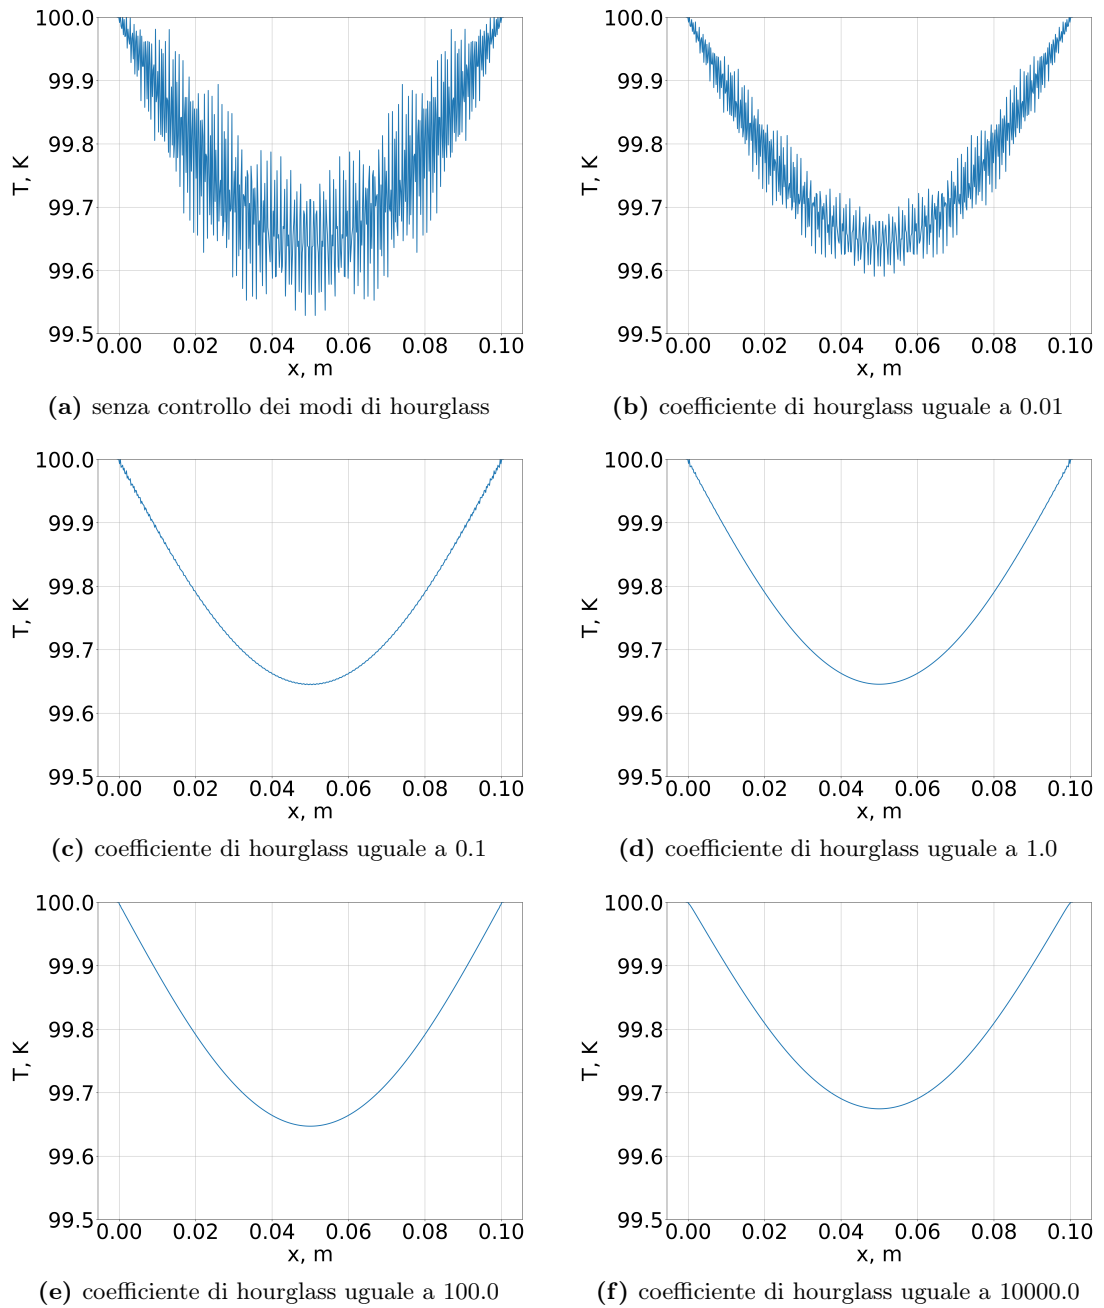 100.0
99.9
99.8
99.7
99.6
99.5
T, K
0.00 0.02 0.04 0.06 0.08 0.10
x, m
(a) senza controllo dei modi di hourglass
100.0
99.9
99.8
99.7
99.6
99.5
T, K
0.00 0.02 0.04 0.06 0.08 0.10
x, m
(b) coefficiente di hourglass uguale a 0.01
100.0
99.9
99.8
99.7
99.6
99.5
T, K
0.00 0.02 0.04 0.06 0.08 0.10
x, m
(c) coefficiente di hourglass uguale a 0.1
100.0
99.9
99.8
99.7
99.6
99.5
T, K
0.00 0.02 0.04 0.06 0.08 0.10
x, m
(d) coefficiente di hourglass uguale a 1.0
100.0
99.9
99.8
99.7
99.6
99.5
T, K
0.00 0.02 0.04 0.06 0.08 0.10
x, m
(e) coefficiente di hourglass uguale a 100.0
100.0
99.9
99.8
99.7
99.6
99.5
T, K
0.00 0.02 0.04 0.06 0.08 0.10
x, m
(f) coefficiente di hourglass uguale a 10000.0